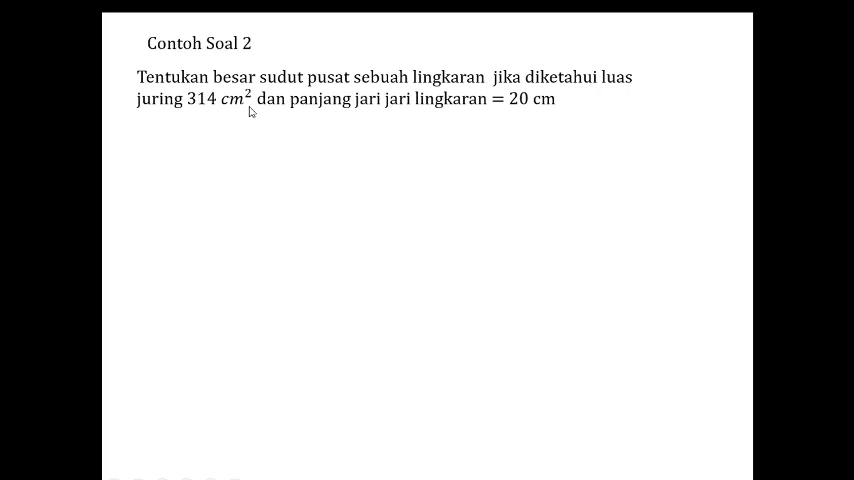 Contoh Soal 2
Tentukan besar sudut pusat sebuah lingkaran jika diketahui luas
juring 314 cm² dan panjang jari jari lingkaran = 20 cm